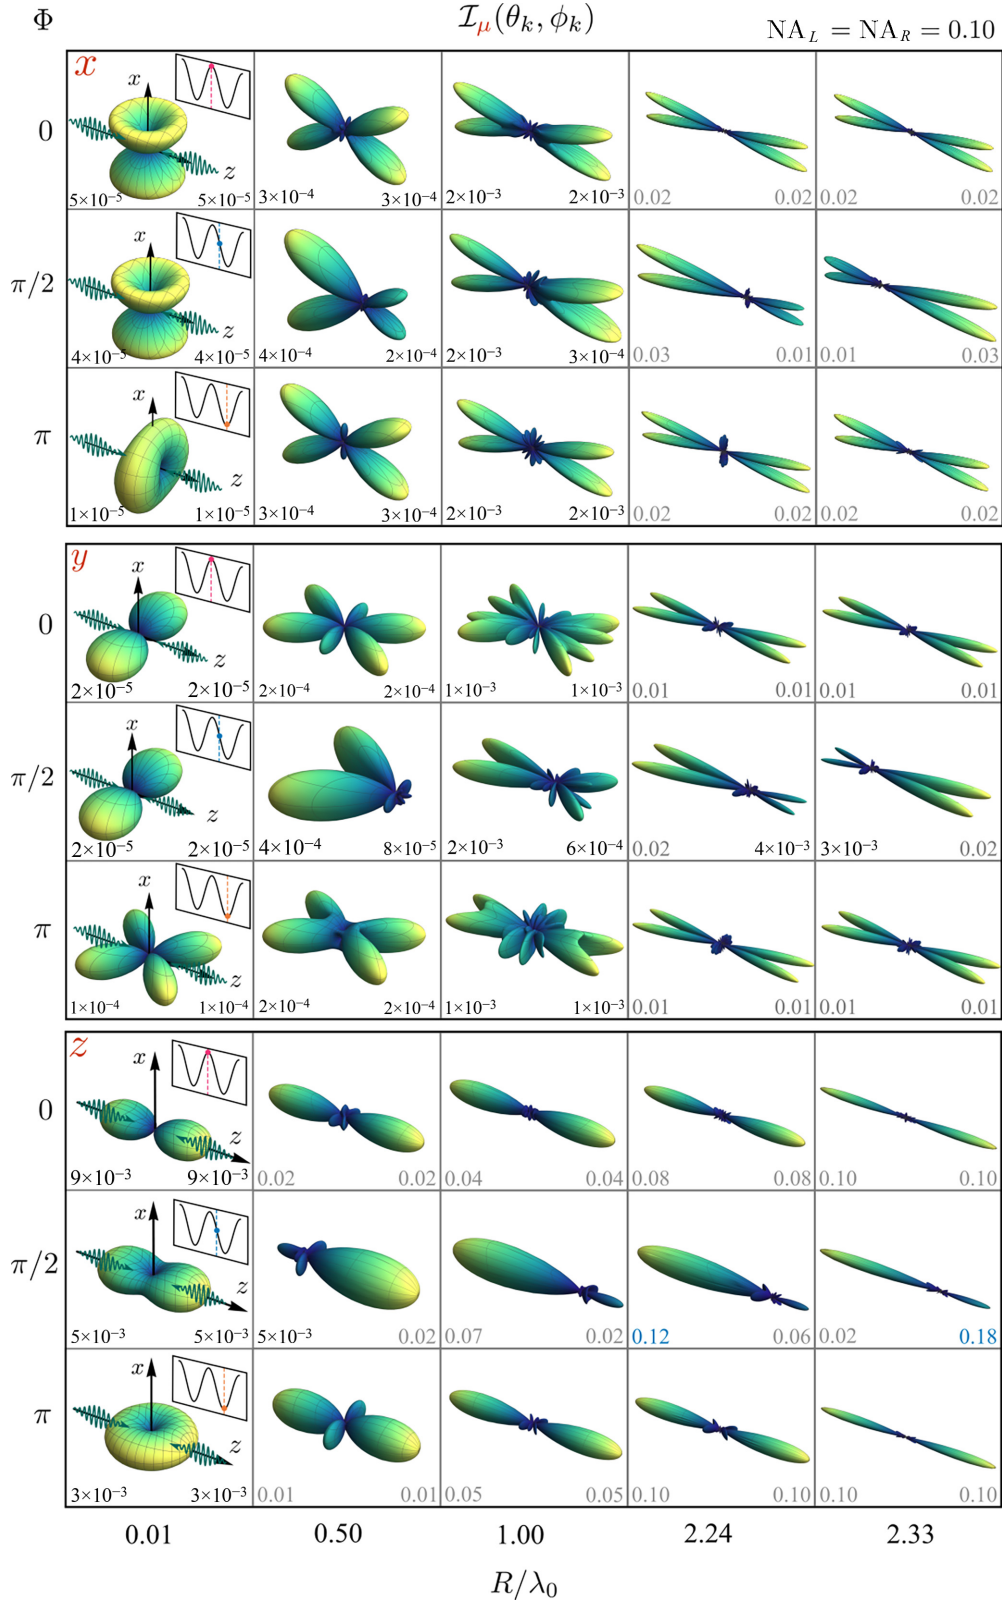 Φ 𝓘_μ(θ_k, ϕ_k) NA_L = NA_R = 0.10
x
0
x z
5×10⁻⁵ 5×10⁻⁵ 3×10⁻⁴ 3×10⁻⁴ 2×10⁻³ 2×10⁻³ 0.02 0.02 0.02 0.02
π/2
x z
4×10⁻⁵ 4×10⁻⁵ 4×10⁻⁴ 2×10⁻⁴ 2×10⁻³ 3×10⁻⁴ 0.03 0.01 0.01 0.03
π
x z
1×10⁻⁵ 1×10⁻⁵ 3×10⁻⁴ 3×10⁻⁴ 2×10⁻³ 2×10⁻³ 0.02 0.02 0.02 0.02
y
0
x z
2×10⁻⁵ 2×10⁻⁵ 2×10⁻⁴ 2×10⁻⁴ 1×10⁻³ 1×10⁻³ 0.01 0.01 0.01 0.01
π/2
x z
2×10⁻⁵ 2×10⁻⁵ 4×10⁻⁴ 8×10⁻⁵ 2×10⁻³ 6×10⁻⁴ 0.02 4×10⁻³ 3×10⁻³ 0.02
π
x z
1×10⁻⁴ 1×10⁻⁴ 2×10⁻⁴ 2×10⁻⁴ 1×10⁻³ 1×10⁻³ 0.01 0.01 0.01 0.01
z
0
x z
9×10⁻³ 9×10⁻³ 0.02 0.02 0.04 0.04 0.08 0.08 0.10 0.10
π/2
x z
5×10⁻³ 5×10⁻³ 5×10⁻³ 0.02 0.07 0.02 0.12 0.06 0.02 0.18
π
x z
3×10⁻³ 3×10⁻³ 0.01 0.01 0.05 0.05 0.10 0.10 0.10 0.10
0.01 0.50 1.00 2.24 2.33
R/λ₀